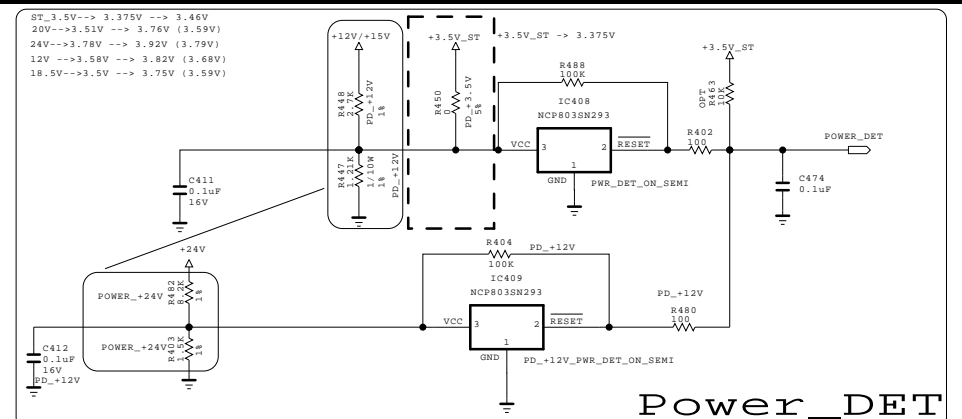 ST_3.5V--> 3.375V --> 3.46V
20V-->3.51V --> 3.76V (3.59V)
24V-->3.78V --> 3.92V (3.79V)
12V -->3.58V --> 3.82V (3.68V)
18.5V-->3.5V --> 3.75V (3.59V)
+12V/+15V
+3.5V_ST
+3.5V_ST -> 3.375V
R448
2.7K
PD_+12V
1%
R450
0
PD_+3.5V
5%
R488
100K
IC408
NCP803SN293
VCC
3
2
RESET
1
GND
PWR_DET_ON_SEMI
+3.5V_ST
OPT
R463
10K
R402
100
POWER_DET
C474
0.1uF
C411
0.1uF
16V
R447
1.21K
1/10W
1%
PD_+12V
+24V
POWER_+24V
R482
8.2K
1%
POWER_+24V
R403
1.5K
1%
C412
0.1uF
16V
PD_+12V
R404
100K
PD_+12V
IC409
NCP803SN293
VCC
3
2
RESET
1
GND
PD_+12V_PWR_DET_ON_SEMI
PD_+12V
R480
100
Power_DET